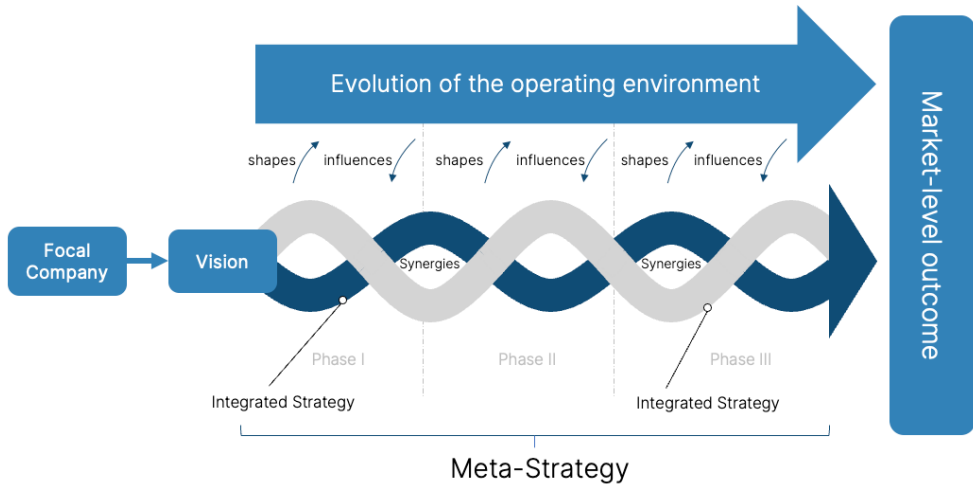 Evolution of the operating environment
shapes
influences
shapes
influences
shapes
influences
Focal
Company
Vision
Synergies
Synergies
Phase I
Phase II
Phase III
Integrated Strategy
Integrated Strategy
Meta-Strategy
Market-level outcome